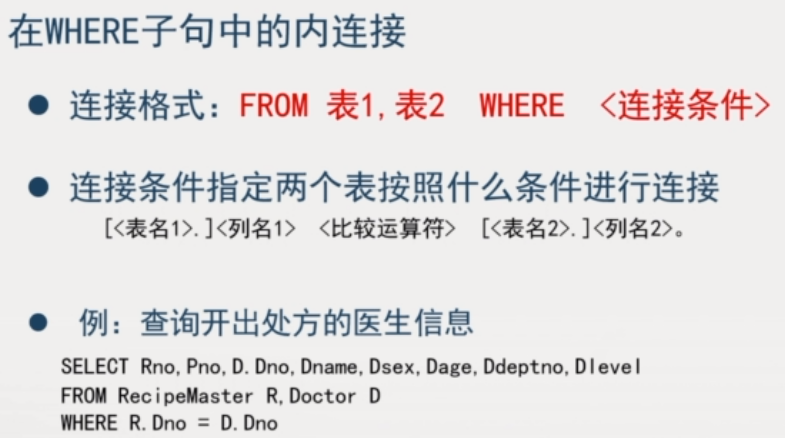 在WHERE子句中的内连接
● 连接格式：FROM 表1,表2 WHERE <连接条件>
● 连接条件指定两个表按照什么条件进行连接
[<表名1>.]<列名1> <比较运算符> [<表名2>.]<列名2>。
● 例：查询开出处方的医生信息
SELECT Rno,Pno,D.Dno,Dname,Dsex,Dage,Ddeptno,Dlevel
FROM RecipeMaster R,Doctor D
WHERE R.Dno = D.Dno